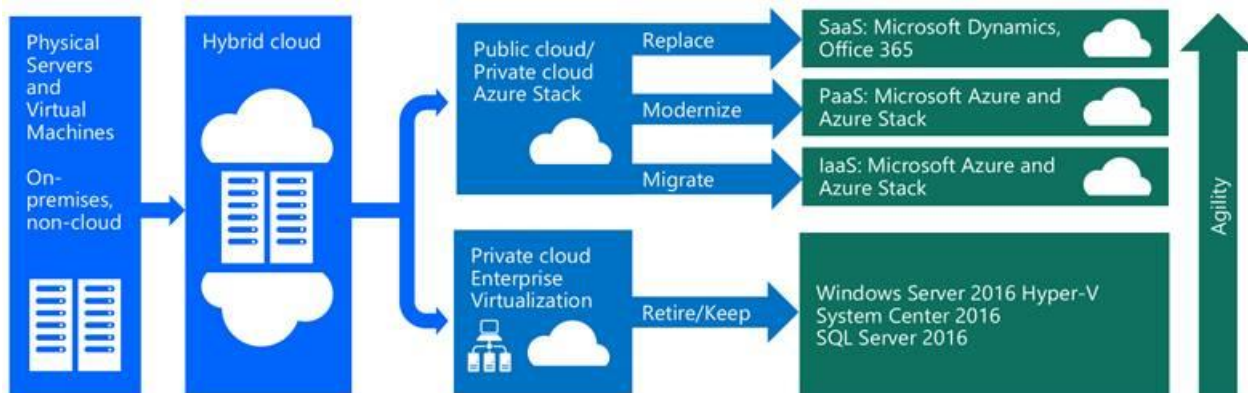 Physical
Servers
and
Virtual
Machines
On-
premises,
non-cloud
Hybrid cloud
Public cloud/
Private cloud
Azure Stack
Replace
Modernize
Migrate
SaaS: Microsoft Dynamics,
Office 365
PaaS: Microsoft Azure and
Azure Stack
IaaS: Microsoft Azure and
Azure Stack
Private cloud
Enterprise
Virtualization
Retire/Keep
Windows Server 2016 Hyper-V
System Center 2016
SQL Server 2016
Agility